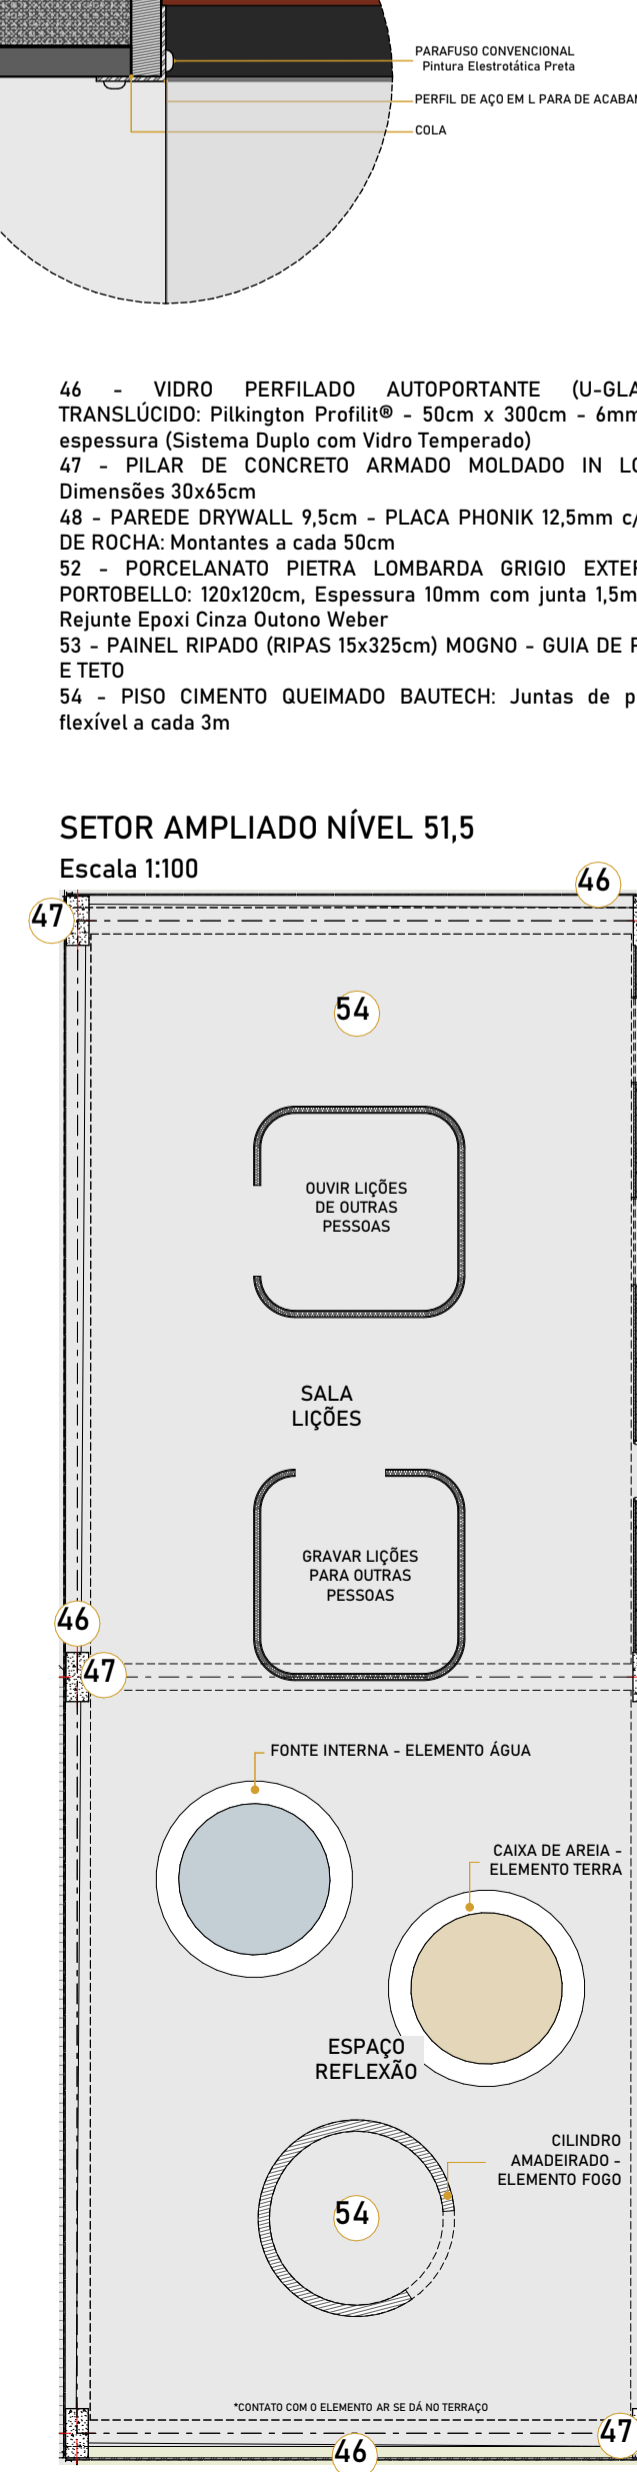 PARAFUSO CONVENCIONAL
Pintura Elestrotática Preta
PERFIL DE AÇO EM L PARA DE
COLA
46 - VIDRO PERFILADO AUTOPORTANTE
TRANSLÚCIDO: Pilkington Profilit® - 50cm x 300cm - 6mm
espessura (Sistema Duplo com Vidro Temperado)
47 - PILAR DE CONCRETO ARMADO MOLDADO IN
Dimensões 30x65cm
48 - PAREDE DRYWALL 9,5cm - PLACA PHONIK 12,5mm c/
DE ROCHA: Montantes a cada 50cm
52 - PORCELANATO PIETRA LOMBARDA GRIGIO
PORTOBELLO: 120x120cm, Espessura 10mm com junta
Rejunte Epoxi Cinza Outono Weber
53 - PAINEL RIPADO (RIPAS 15x325cm) MOGNO - GUIA DE
E TETO
54 - PISO CIMENTO QUEIMADO BAUTECH: Juntas de
flexível a cada 3m
SETOR AMPLIADO NÍVEL 51,5
Escala 1:100
46
47
54
OUVIR LIÇÕES
DE OUTRAS
PESSOAS
SALA
LIÇÕES
GRAVAR LIÇÕES
PARA OUTRAS
PESSOAS
46
47
FONTE INTERNA - ELEMENTO ÁGUA
CAIXA DE AREIA -
ELEMENTO TERRA
ESPAÇO
REFLEXÃO
CILINDRO
AMADEIRADO -
ELEMENTO FOGO
54
*CONTATO COM O ELEMENTO AR SE DÁ NO TERRAÇO
47
46